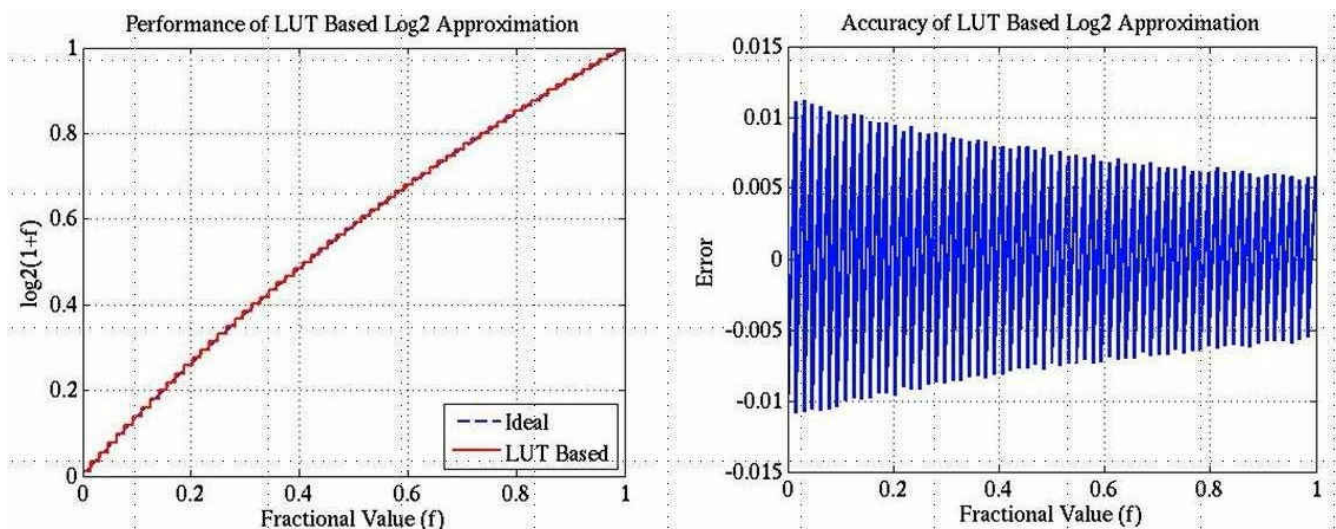 Performance of LUT Based Log2 Approximation
1
0.8
0.6
0.4
0.2
0
log2(1+f)
Ideal
LUT Based
0 0.2 0.4 0.6 0.8 1
Fractional Value (f)
Accuracy of LUT Based Log2 Approximation
0.015
0.01
0.005
0
-0.005
-0.01
-0.015
Error
0 0.2 0.4 0.6 0.8 1
Fractional Value (f)